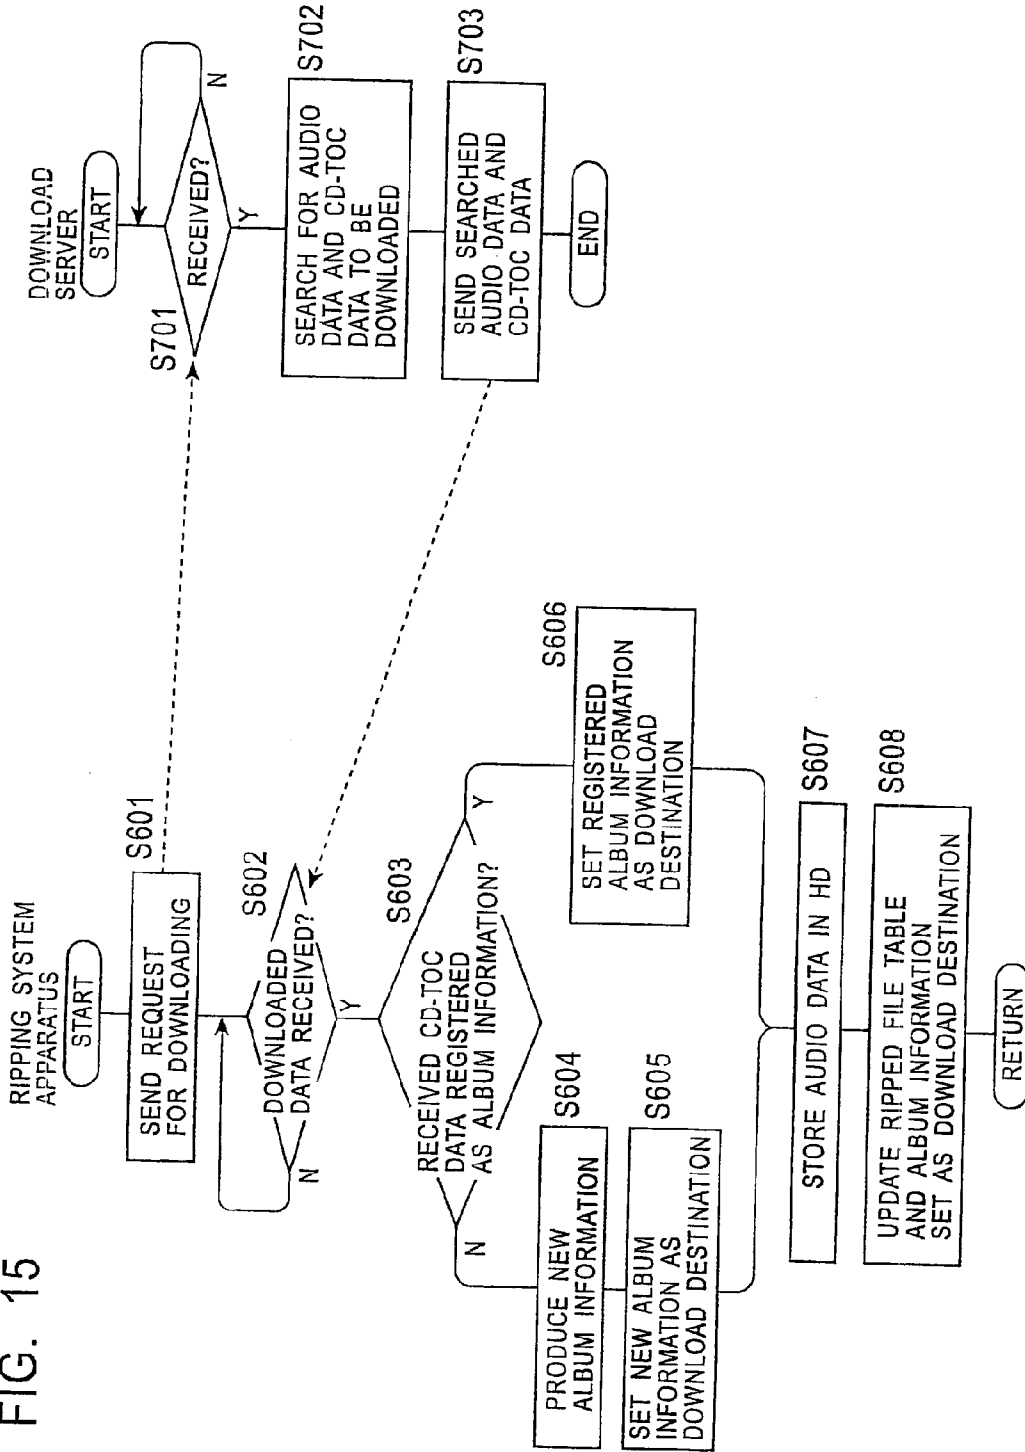 FIG. 15
RIPPING SYSTEM
APPARATUS
START
SEND REQUEST
FOR DOWNLOADING
S601
DOWNLOADED
DATA RECEIVED?
S602
N
Y
RECEIVED CD-TOC
DATA REGISTERED
AS ALBUM INFORMATION?
S603
N
Y
PRODUCE NEW
ALBUM INFORMATION
S604
SET NEW ALBUM
INFORMATION AS
DOWNLOAD DESTINATION
S605
SET REGISTERED
ALBUM INFORMATION
AS DOWNLOAD
DESTINATION
S606
STORE AUDIO DATA IN HD
S607
UPDATE RIPPED FILE TABLE
AND ALBUM INFORMATION
SET AS DOWNLOAD DESTINATION
S608
RETURN
DOWNLOAD
SERVER
START
S701
RECEIVED?
N
Y
SEARCH FOR AUDIO
DATA AND CD-TOC
DATA TO BE
DOWNLOADED
S702
SEND SEARCHED
AUDIO DATA AND
CD-TOC DATA
S703
END